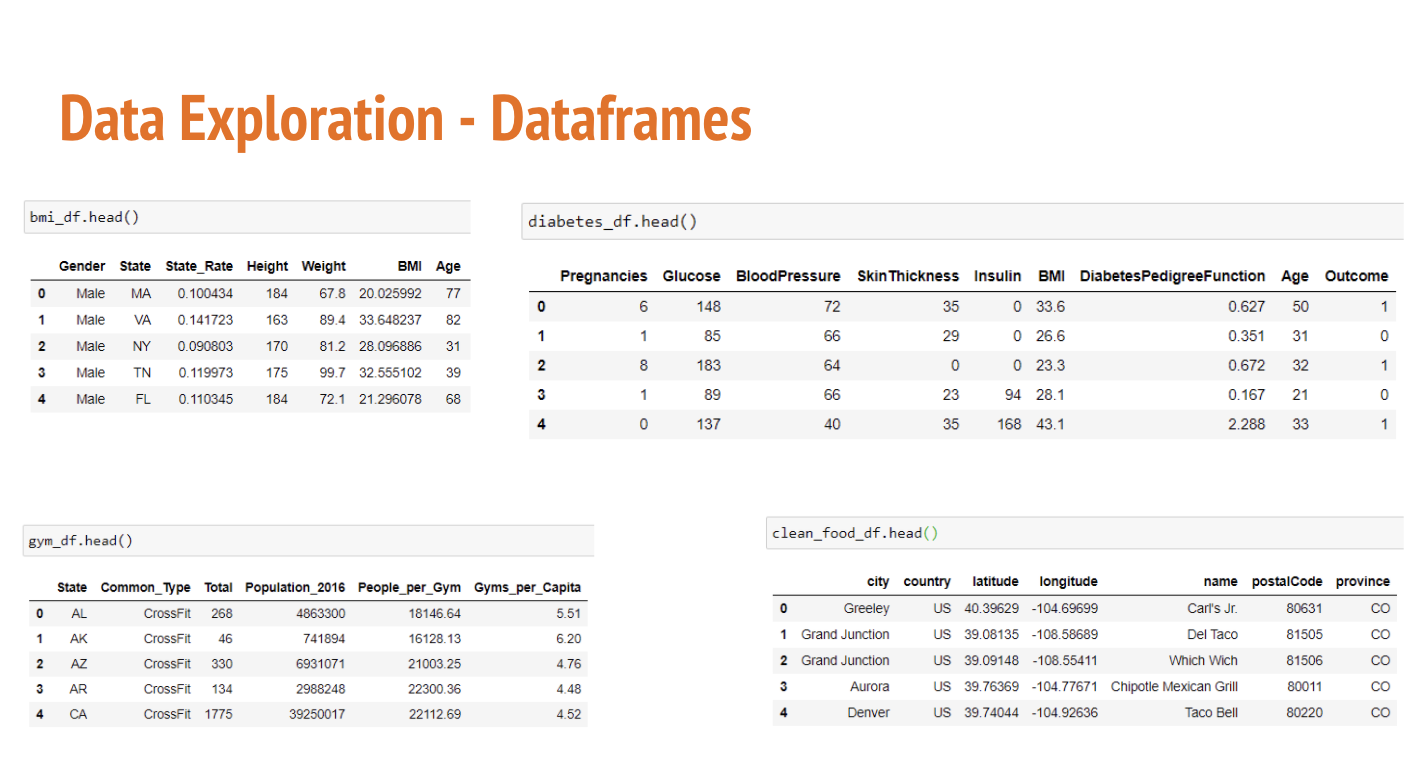 Data Exploration - Dataframes
bmi_df.head()
Gender State State_Rate Height Weight BMI Age
0 Male MA 0.100434 184 67.8 20.025992 77
1 Male VA 0.141723 163 89.4 33.648237 82
2 Male NY 0.090803 170 81.2 28.096886 31
3 Male TN 0.119973 175 99.7 32.555102 39
4 Male FL 0.110345 184 72.1 21.296078 68
diabetes_df.head()
Pregnancies Glucose BloodPressure SkinThickness Insulin BMI DiabetesPedigreeFunction Age Outcome
0 6 148 72 35 0 33.6 0.627 50 1
1 1 85 66 29 0 26.6 0.351 31 0
2 8 183 64 0 0 23.3 0.672 32 1
3 1 89 66 23 94 28.1 0.167 21 0
4 0 137 40 35 168 43.1 2.288 33 1
gym_df.head()
State Common_Type Total Population_2016 People_per_Gym Gyms_per_Capita
0 AL CrossFit 268 4863300 18146.64 5.51
1 AK CrossFit 46 741894 16128.13 6.20
2 AZ CrossFit 330 6931071 21003.25 4.76
3 AR CrossFit 134 2988248 22300.36 4.48
4 CA CrossFit 1775 39250017 22112.69 4.52
clean_food_df.head()
city country latitude longitude name postalCode province
0 Greeley US 40.39629 -104.69699 Carl's Jr. 80631 CO
1 Grand Junction US 39.08135 -108.58689 Del Taco 81505 CO
2 Grand Junction US 39.09148 -108.55411 Which Wich 81506 CO
3 Aurora US 39.76369 -104.77671 Chipotle Mexican Grill 80011 CO
4 Denver US 39.74044 -104.92636 Taco Bell 80220 CO